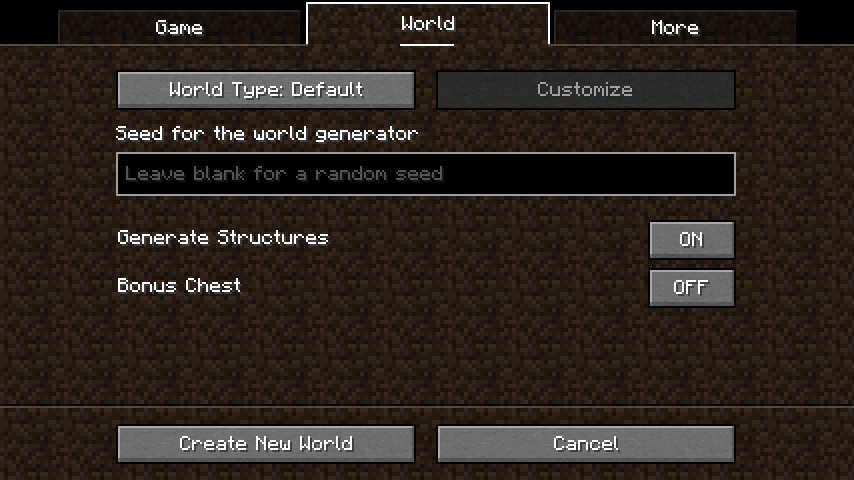 Game
World
More
World Type: Default
Customize
Seed for the world generator
Leave blank for a random seed
Generate Structures
ON
Bonus Chest
OFF
Create New World
Cancel